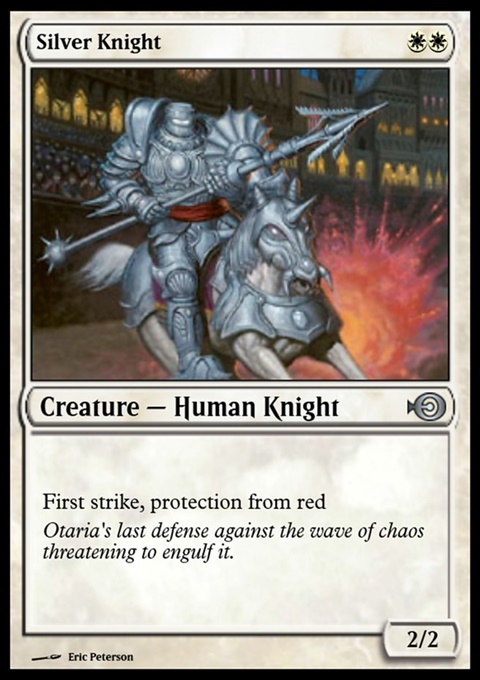 Silver Knight
Creature — Human Knight
First strike, protection from red
Otaria's last defense against the wave of chaos
threatening to engulf it.
2/2
Eric Peterson